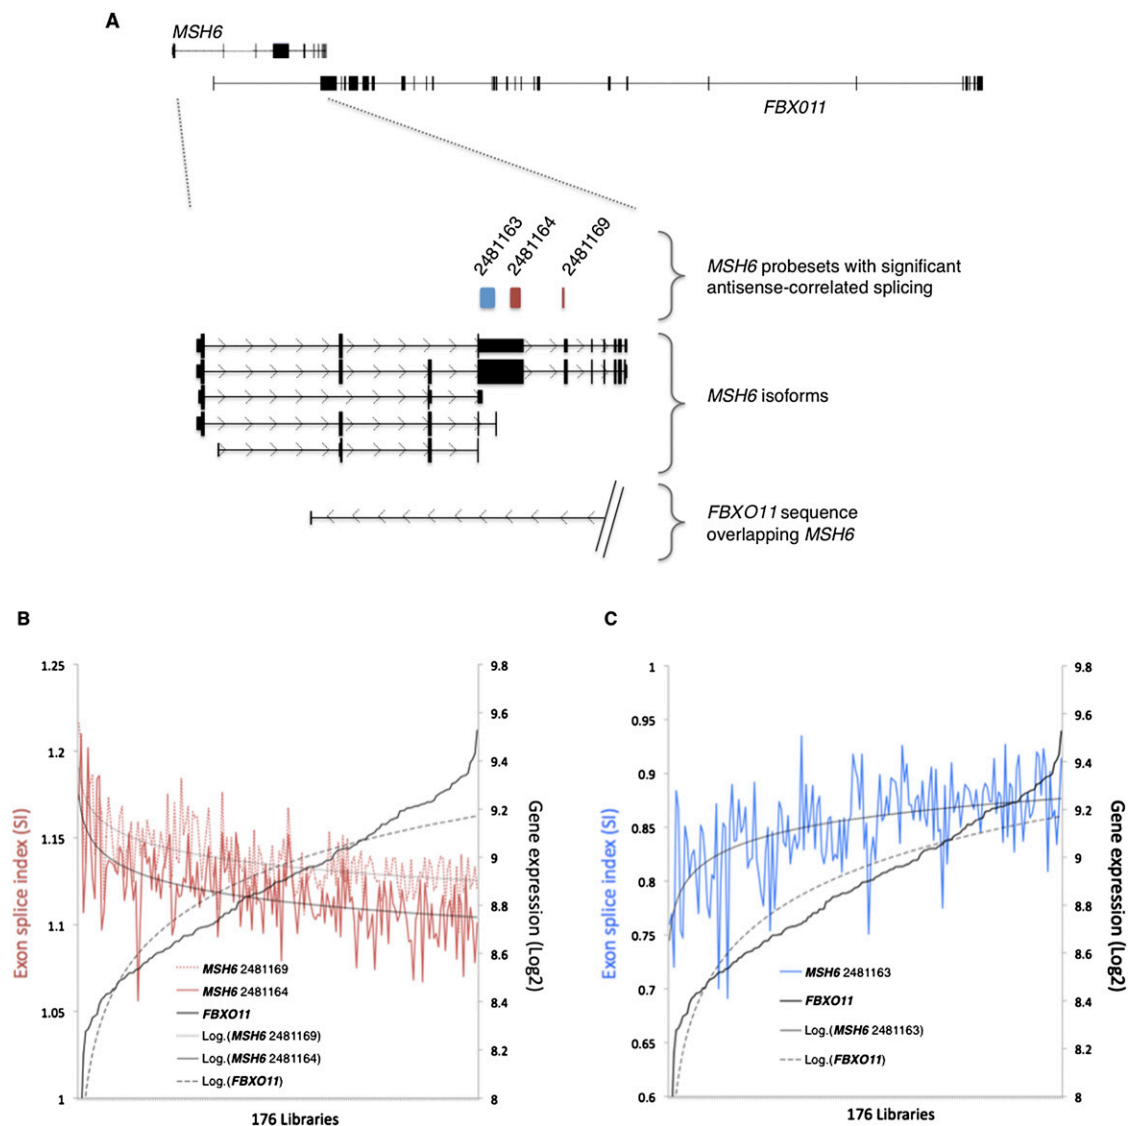 A
MSH6
FBX011
2481163
2481164
2481169
MSH6 probesets with significant
antisense-correlated splicing
MSH6 isoforms
FBXO11 sequence
overlapping MSH6
B
1.25
1.2
1.15
1.1
1.05
1
Exon splice index (SI)
9.8
9.6
9.4
9.2
9
8.8
8.6
8.4
8.2
8
Gene expression (Log2)
MSH6 2481169
MSH6 2481164
FBXO11
Log.(MSH6 2481169)
Log.(MSH6 2481164)
Log.(FBXO11)
176 Libraries
C
1
0.95
0.9
0.85
0.8
0.75
0.7
0.65
0.6
Exon splice index (SI)
9.8
9.6
9.4
9.2
9
8.8
8.6
8.4
8.2
8
Gene expression (Log2)
MSH6 2481163
FBXO11
Log.(MSH6 2481163)
Log.(FBXO11)
176 Libraries